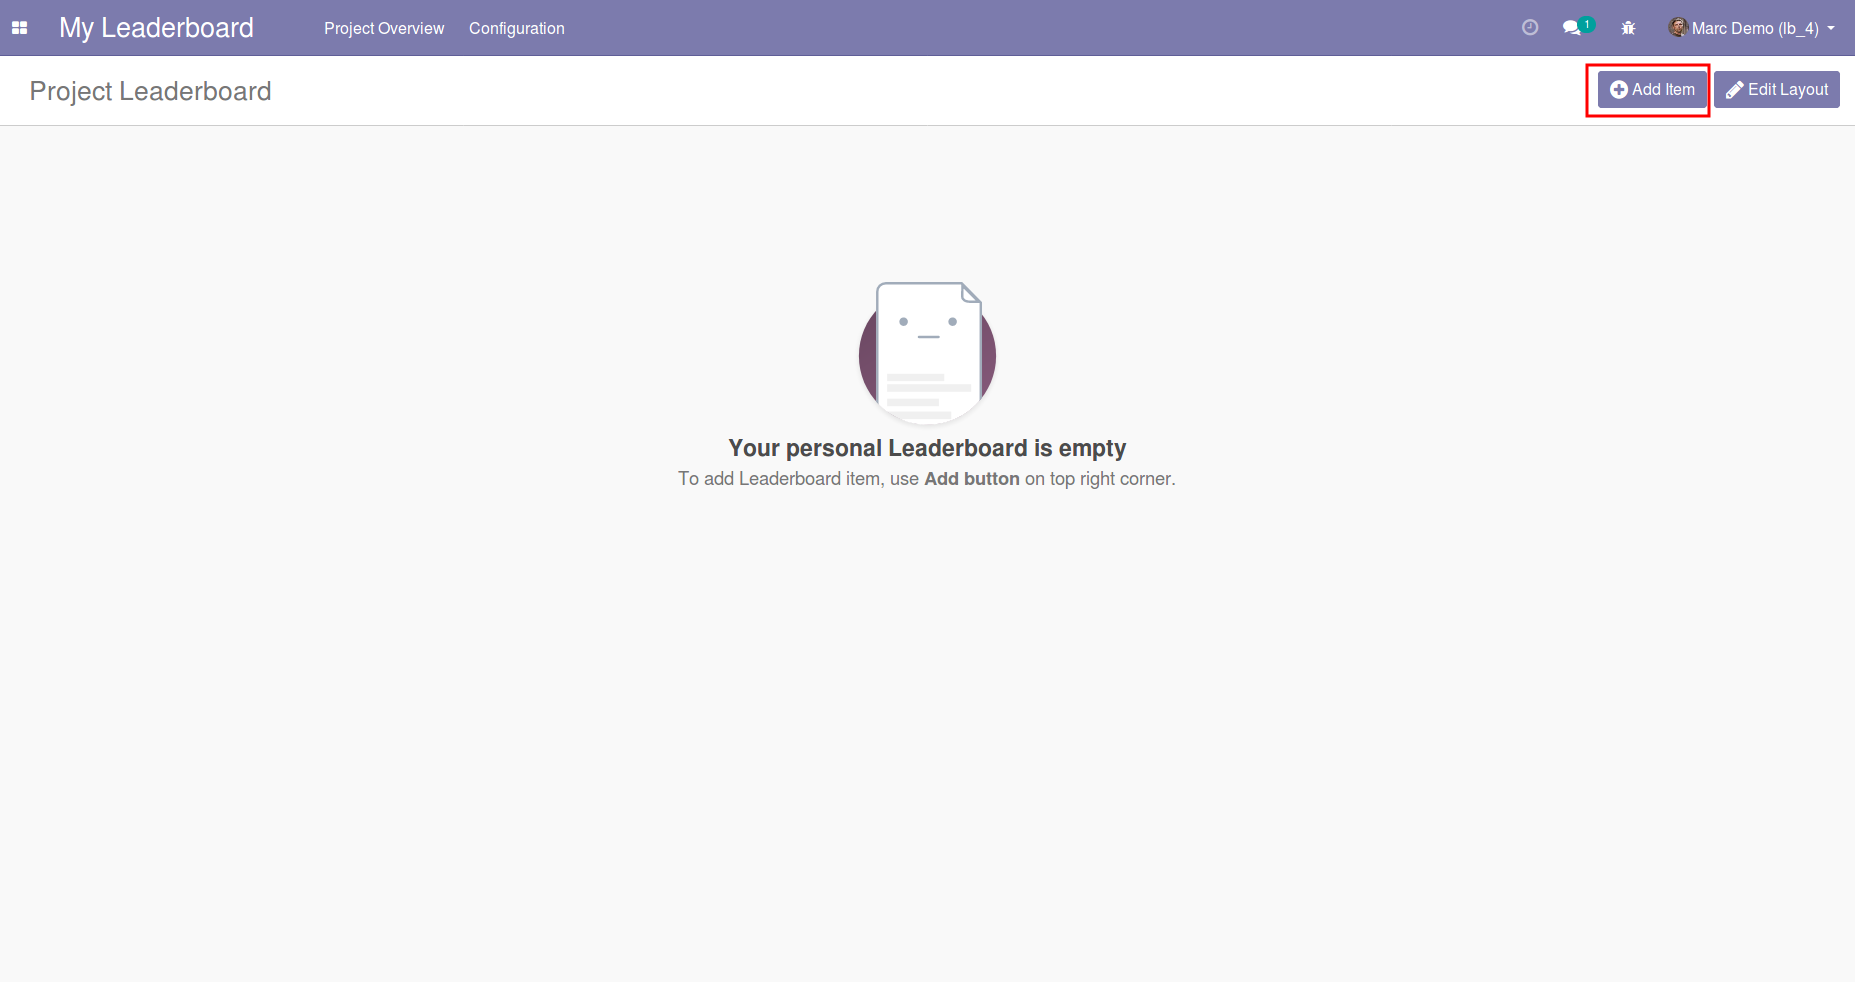 My Leaderboard Project Overview Configuration 1 Marc Demo (lb_4)
Project Leaderboard Add Item Edit Layout
Your personal Leaderboard is empty
To add Leaderboard item, use Add button on top right corner.